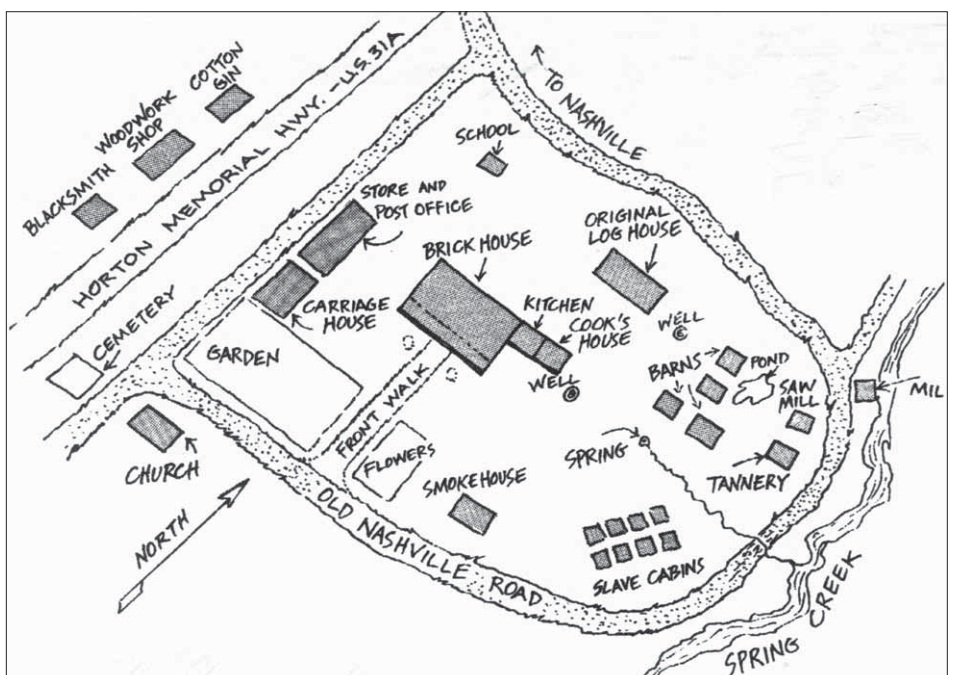 COTTON
GIN
WOODWORK
SHOP
BLACKSMITH
HORTON MEMORIAL HWY. - U.S. 31A
TO NASHVILLE
SCHOOL
STORE AND
POST OFFICE
BRICK HOUSE
ORIGINAL
LOG HOUSE
CARRIAGE
HOUSE
KITCHEN
COOK'S
HOUSE
WELL
WELL
CEMETERY
GARDEN
FRONT WALK
BARNS
POND
SAW
MILL
MIL
CHURCH
FLOWERS
SMOKEHOUSE
SPRING
TANNERY
NORTH
OLD NASHVILLE ROAD
SLAVE CABINS
SPRING CREEK